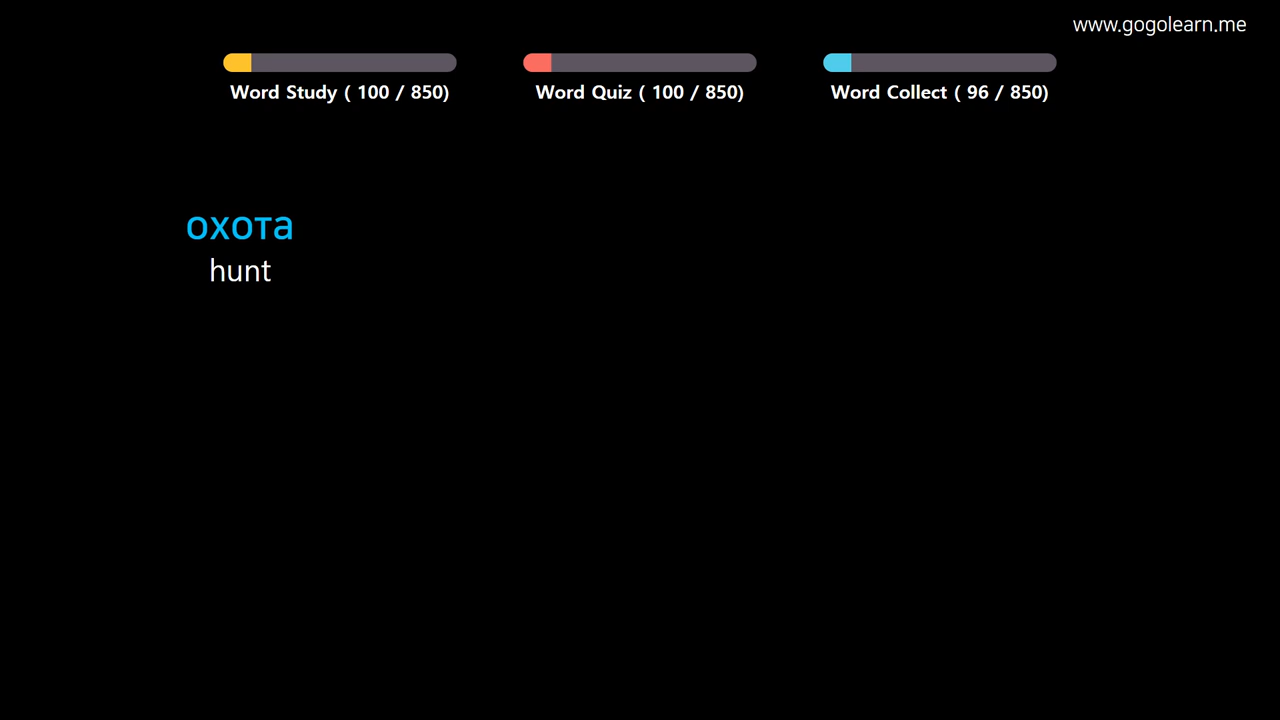 www.gogolearn.me
Word Study ( 100 / 850)
Word Quiz ( 100 / 850)
Word Collect ( 96 / 850)
охота
hunt